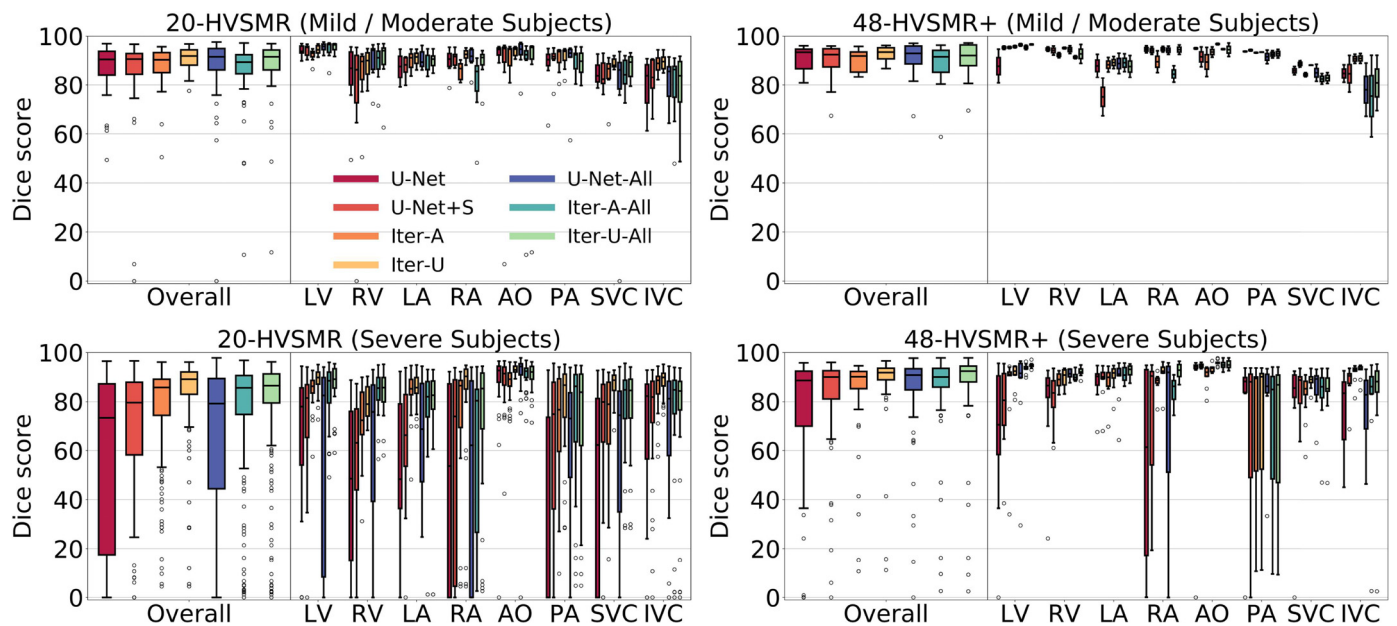 20-HVSMR (Mild / Moderate Subjects)
Dice score
100
80
60
40
20
0
U-Net
U-Net+S
Iter-A
Iter-U
U-Net-All
Iter-A-All
Iter-U-All
Overall LV RV LA RA AO PA SVC IVC
48-HVSMR+ (Mild / Moderate Subjects)
Dice score
100
80
60
40
20
0
Overall LV RV LA RA AO PA SVC IVC
20-HVSMR (Severe Subjects)
Dice score
100
80
60
40
20
0
Overall LV RV LA RA AO PA SVC IVC
48-HVSMR+ (Severe Subjects)
Dice score
100
80
60
40
20
0
Overall LV RV LA RA AO PA SVC IVC